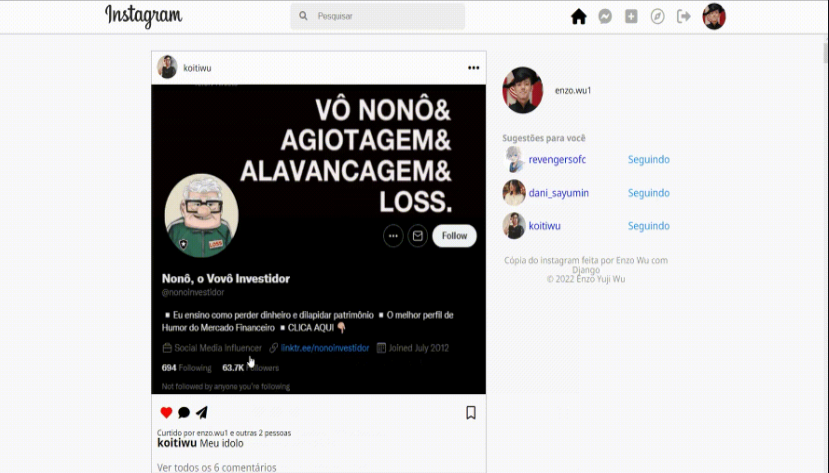 Instagram
Pesquisar
koitiwu
VÔ NONÔ&
AGIOTAGEM&
ALAVANCAGEM&
LOSS.
LOSS
Follow
Nonô, o Vovô Investidor
@nonoinvestidor
▪ Eu ensino como perder dinheiro e dilapidar patrimônio ▪ O melhor perfil de
Humor do Mercado Financeiro ▪ CLICA AQUI 👇🏼
Social Media Influencer linktr.ee/nonoinvestidor Joined July 2012
694 Following 63.7K Followers
Not followed by anyone you're following
Curtido por enzo.wu1 e outras 2 pessoas
koitiwu Meu idolo
Ver todos os 6 comentários
enzo.wu1
Sugestões para você
revengersofc Seguindo
dani_sayumin Seguindo
koitiwu Seguindo
Cópia do instagram feita por Enzo Wu com
Django
© 2022 Enzo Yuji Wu